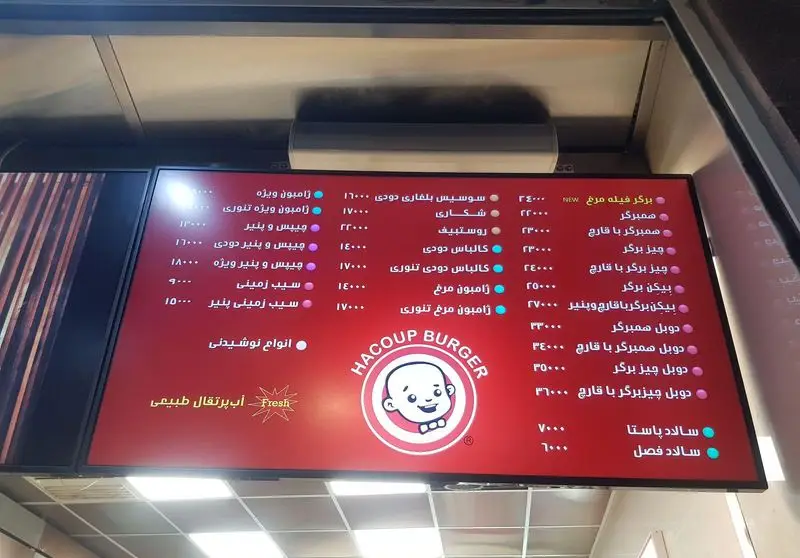 برگر فیله مرغ NEW ۲۴۰۰۰
همبرگر ۲۲۰۰۰
همبرگر با قارچ ۲۳۰۰۰
چیز برگر ۲۳۰۰۰
چیز برگر با قارچ ۲۴۰۰۰
بیکن برگر ۲۵۰۰۰
بیکن برگر با قارچ و پنیر ۲۷۰۰۰
دوبل همبرگر ۳۳۰۰۰
دوبل همبرگر با قارچ ۳۴۰۰۰
دوبل چیز برگر ۳۵۰۰۰
دوبل چیزبرگر با قارچ ۳۶۰۰۰
سالاد پاستا ۷۰۰۰
سالاد فصل ۶۰۰۰
سوسیس بلغاری دودی ۱۶۰۰۰
شکاری ۱۷۰۰۰
روستبیف ۲۲۰۰۰
کالباس دودی ۱۴۰۰۰
کالباس دودی تنوری ۱۷۰۰۰
ژامبون مرغ ۱۴۰۰۰
ژامبون مرغ تنوری ۱۷۰۰۰
HACOUP BURGER
®
ژامبون ویژه
ژامبون ویژه تنوری
چیپس و پنیر ۱۳۰۰۰
چیپس و پنیر دودی ۱۶۰۰۰
چیپس و پنیر ویژه ۱۸۰۰۰
سیب زمینی ۹۰۰۰
سیب زمینی پنیر ۱۵۰۰۰
انواع نوشیدنی
Fresh آب‌پرتقال طبیعی